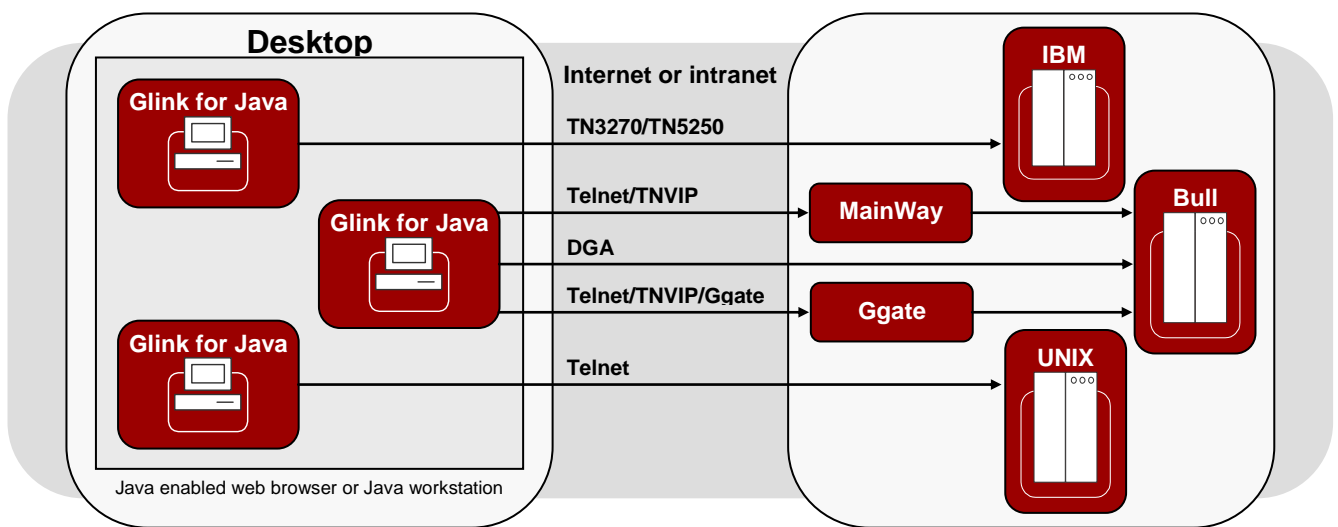 Desktop
Glink for Java
Glink for Java
Glink for Java
Java enabled web browser or Java workstation
Internet or intranet
TN3270/TN5250
Telnet/TNVIP
DGA
Telnet/TNVIP/Ggate
Telnet
MainWay
Ggate
IBM
Bull
UNIX